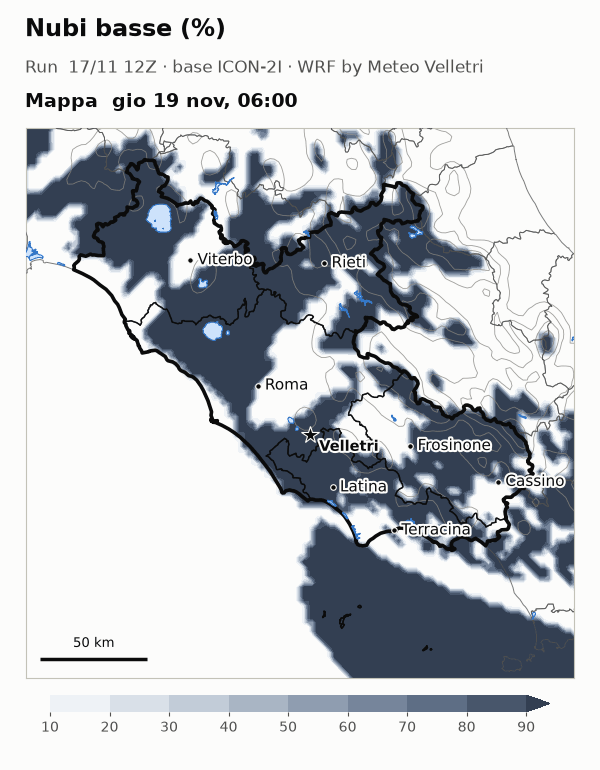 Nubi basse (%)
Run  17/11 12Z · base ICON-2I · WRF by Meteo Velletri
Mappa  gio 19 nov, 06:00
Viterbo
Rieti
Roma
Velletri
Frosinone
Cassino
Latina
Terracina
50 km
10 20 30 40 50 60 70 80 90